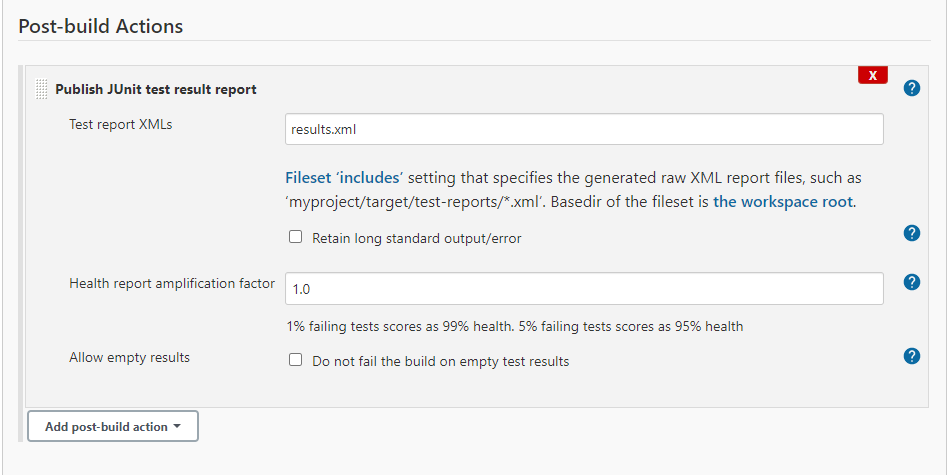 Post-build Actions
X
Publish JUnit test result report
?
Test report XMLs
results.xml
Fileset 'includes' setting that specifies the generated raw XML report files, such as
'myproject/target/test-reports/*.xml'. Basedir of the fileset is the workspace root.
Retain long standard output/error
?
Health report amplification factor
1.0
?
1% failing tests scores as 99% health. 5% failing tests scores as 95% health
Allow empty results
Do not fail the build on empty test results
?
Add post-build action